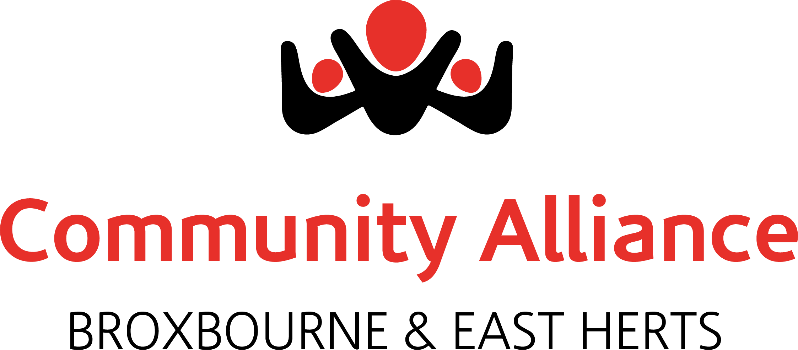 Community Alliance
BROXBOURNE & EAST HERTS